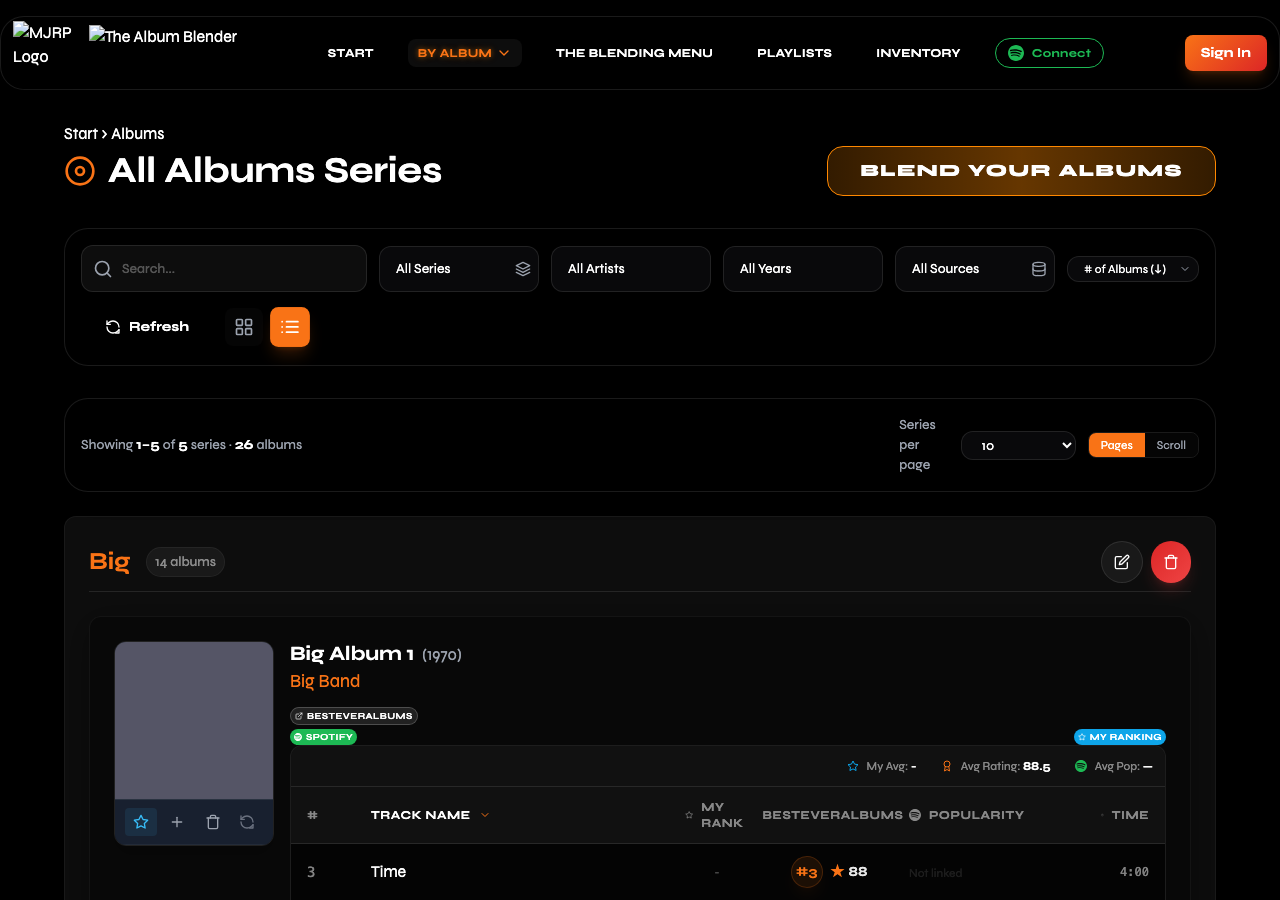 MJRP Logo
The Album Blender
START
BY ALBUM
THE BLENDING MENU
PLAYLISTS
INVENTORY
Connect
Sign In
Start › Albums
All Albums Series
BLEND YOUR ALBUMS
Search...
All Series
All Artists
All Years
All Sources
# of Albums (↓)
Refresh
Showing 1–5 of 5 series · 26 albums
Series per page
10
Pages
Scroll
Big
14 albums
Big Album 1 (1970)
Big Band
BESTEVERALBUMS
SPOTIFY
MY RANKING
My Avg: -
Avg Rating: 88.5
Avg Pop: —
#
TRACK NAME
MY RANK
BESTEVERALBUMS
POPULARITY
TIME
3
Time
-
#3
★ 88
Not linked
4:00